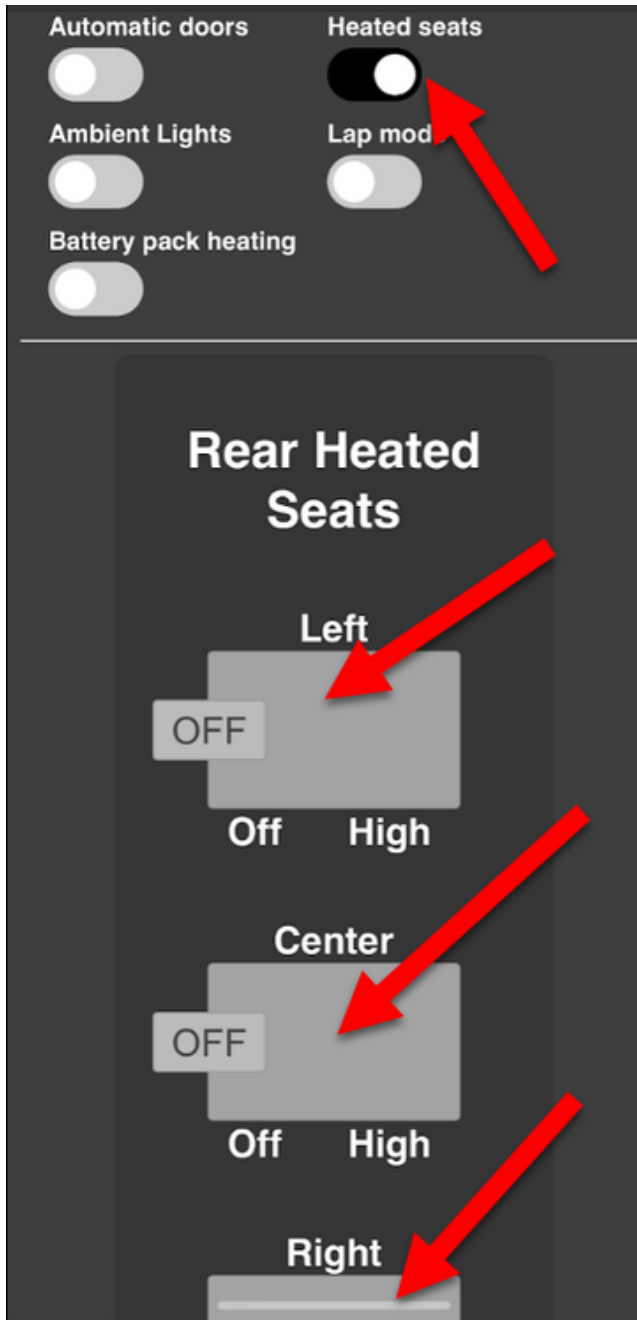 Automatic doors
Heated seats
Ambient Lights
Lap mod
Battery pack heating
Rear Heated
Seats
Left
OFF
Off High
Center
OFF
Off High
Right